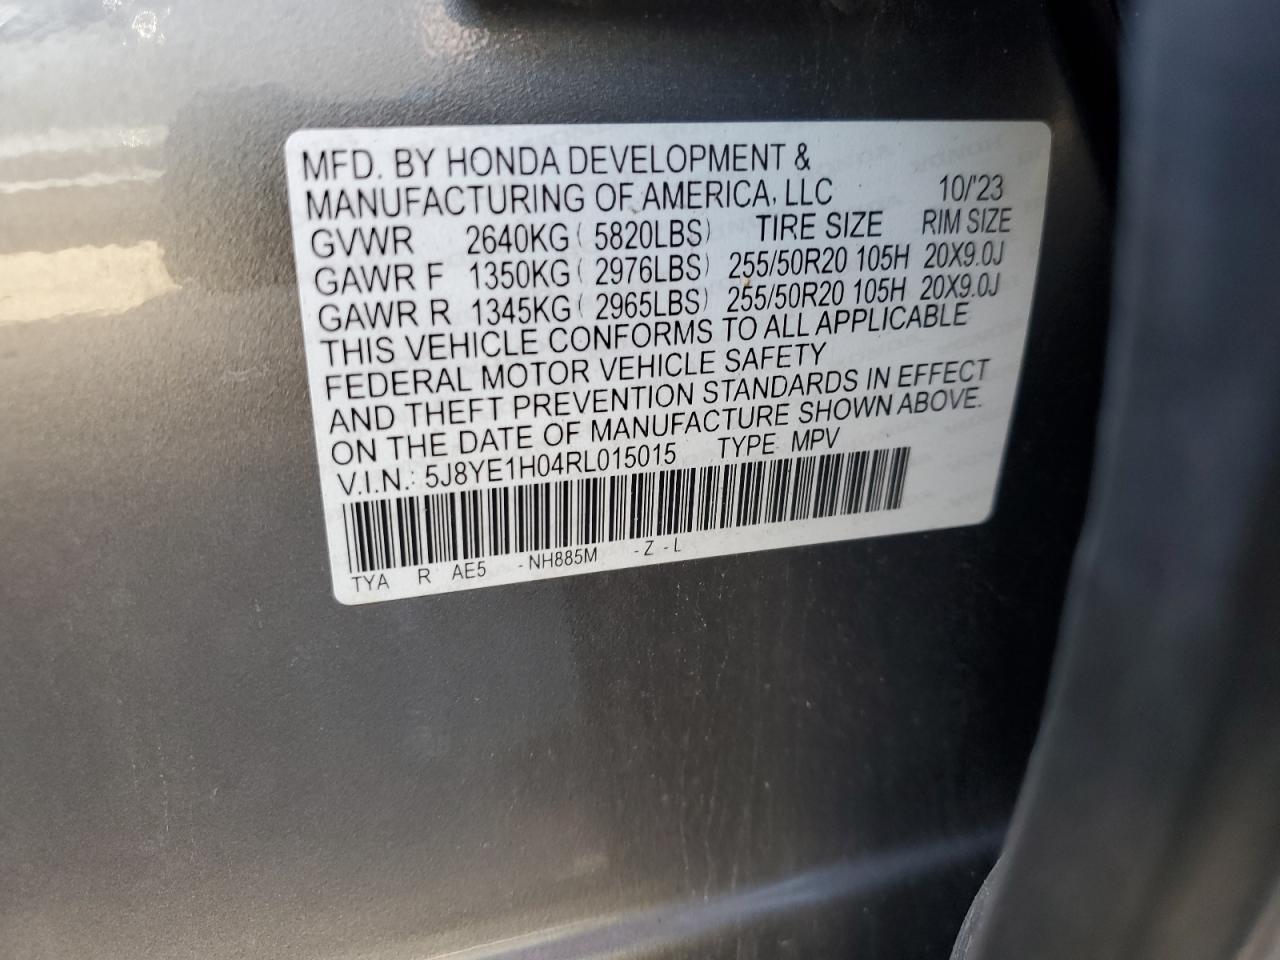 MFD. BY HONDA DEVELOPMENT &
MANUFACTURING OF AMERICA, LLC 10/'23
GVWR 2640KG ( 5820LBS) TIRE SIZE RIM SIZE
GAWR F 1350KG ( 2976LBS) 255/50R20 105H 20X9.0J
GAWR R 1345KG ( 2965LBS) 255/50R20 105H 20X9.0J
THIS VEHICLE CONFORMS TO ALL APPLICABLE
FEDERAL MOTOR VEHICLE SAFETY
AND THEFT PREVENTION STANDARDS IN EFFECT
ON THE DATE OF MANUFACTURE SHOWN ABOVE.
V.I.N.: 5J8YE1H04RL015015 TYPE MPV
TYA R AE5 -NH885M -Z -L